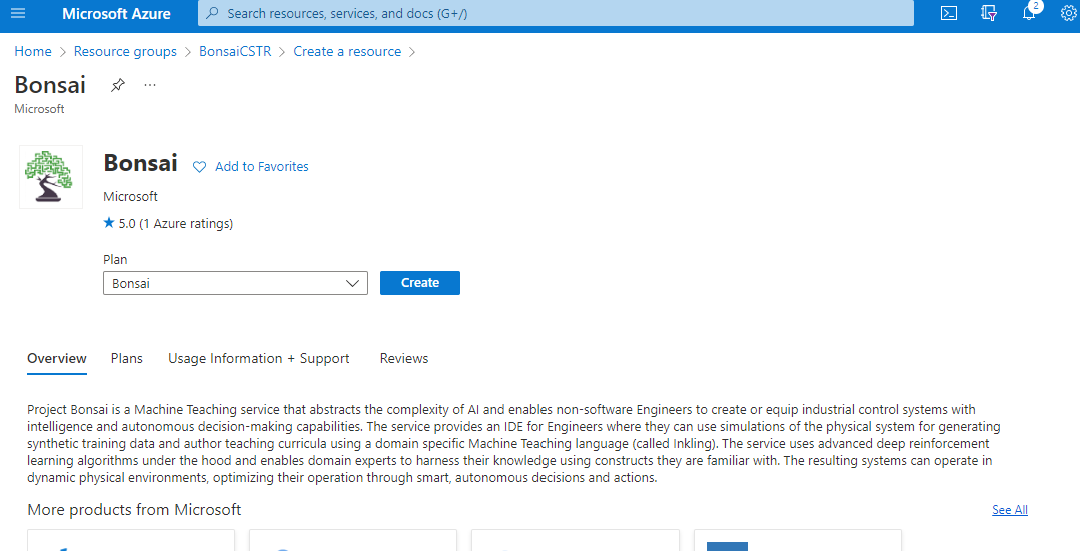 Microsoft Azure
Search resources, services, and docs (G+/)
2
Home > Resource groups > BonsaiCSTR > Create a resource >
Bonsai
...
Microsoft
Bonsai
Add to Favorites
Microsoft
★ 5.0 (1 Azure ratings)
Plan
Bonsai
Create
Overview
Plans
Usage Information + Support
Reviews
Project Bonsai is a Machine Teaching service that abstracts the complexity of AI and enables non-software Engineers to create or equip industrial control systems with
intelligence and autonomous decision-making capabilities. The service provides an IDE for Engineers where they can use simulations of the physical system for generating
synthetic training data and author teaching curricula using a domain specific Machine Teaching language (called Inkling). The service uses advanced deep reinforcement
learning algorithms under the hood and enables domain experts to harness their knowledge using constructs they are familiar with. The resulting systems can operate in
dynamic physical environments, optimizing their operation through smart, autonomous decisions and actions.
More products from Microsoft
See All